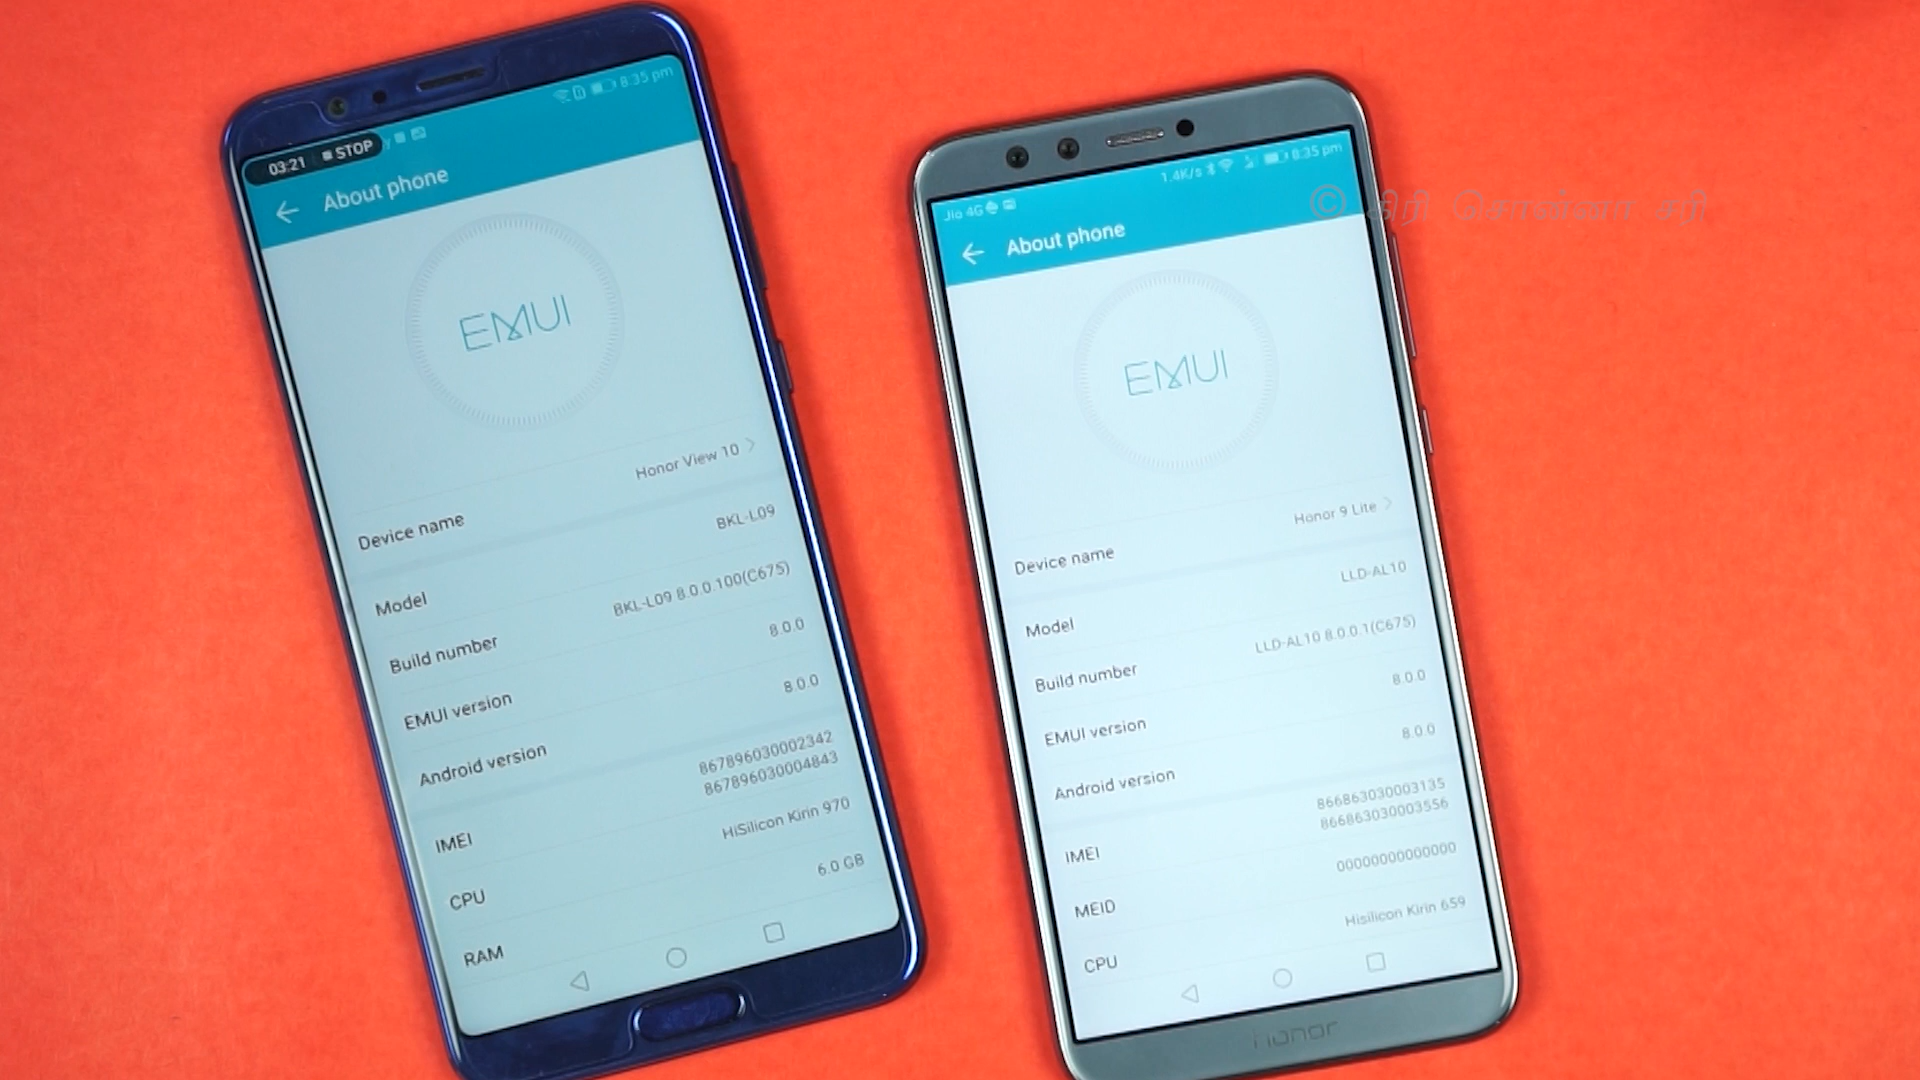 8:35 pm
03:21 STOP
About phone
EMUI
Honor View 10
Device name
BKL-L09
Model
BKL-L09 8.0.0.100(C675)
Build number
8.0.0
EMUI version
8.0.0
Android version
867896030002342
867896030004843
IMEI
HiSilicon Kirin 970
CPU
6.0 GB
RAM
Jio 4G 1.4K/s 8:35 pm
About phone
EMUI
Honor 9 Lite
Device name
LLD-AL10
Model
LLD-AL10 8.0.0.1(C675)
Build number
8.0.0
EMUI version
8.0.0
Android version
866863030003135
866863030003556
IMEI
00000000000000
MEID
Hisilicon Kirin 659
CPU
honor
© கிரி சொன்னா சரி